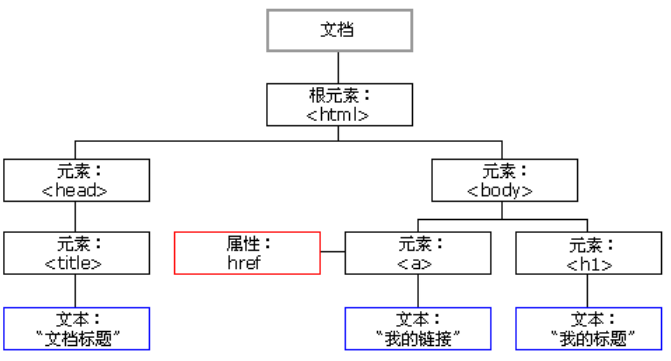 文档
根元素：
<html>
元素：
<head>
元素：
<body>
元素：
<title>
属性：
href
元素：
<a>
元素：
<h1>
文本：
“文档标题”
文本：
“我的链接”
文本：
“我的标题”